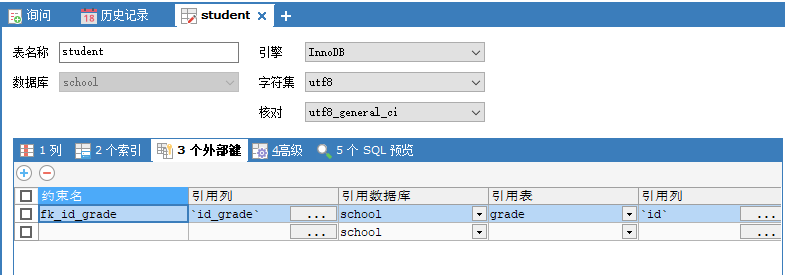 询问 历史记录 student
表名称 student 引擎 InnoDB
数据库 school 字符集 utf8
核对 utf8_general_ci
1 列 2 个索引 3 个外部键 4高级 5 个 SQL 预览
约束名 引用列 引用数据库 引用表 引用列
fk_id_grade `id_grade` ... school grade `id` ...
... school ...